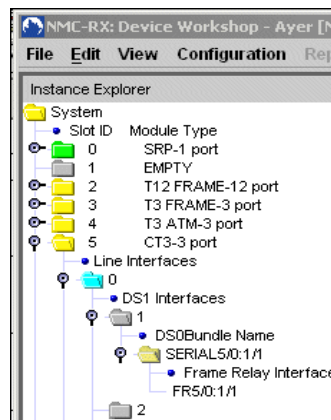 NMC-RX: Device Workshop - Ayer [N
File Edit View Configuration Rep
Instance Explorer
System
Slot ID Module Type
0 SRP-1 port
1 EMPTY
2 T12 FRAME-12 port
3 T3 FRAME-3 port
4 T3 ATM-3 port
5 CT3-3 port
Line Interfaces
0
DS1 Interfaces
1
DS0Bundle Name
SERIAL5/0:1/1
Frame Relay Interface
FR5/0:1/1
2